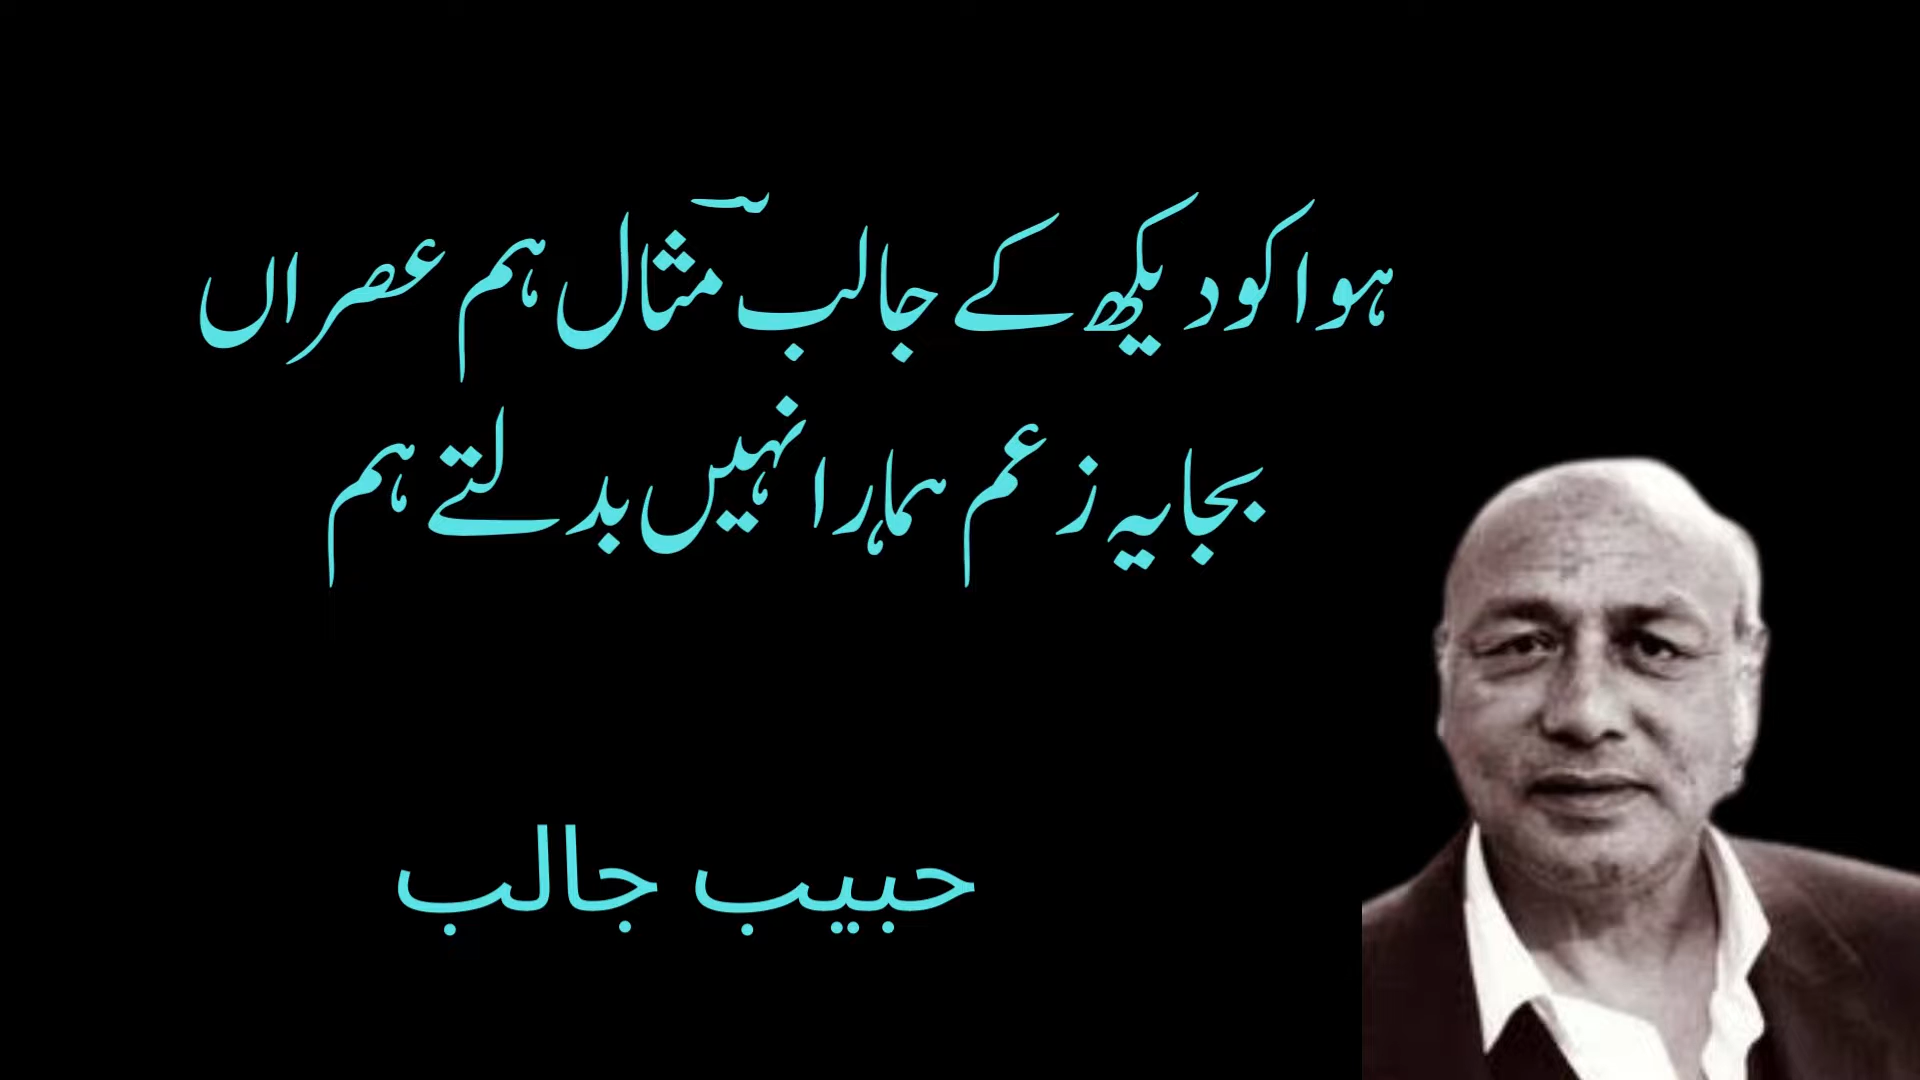 ہوا کو دیکھ کے جالبؔ مثال ہم عصراں
بجا یہ زعم ہمارا نہیں بدلتے ہم
حبیب جالب